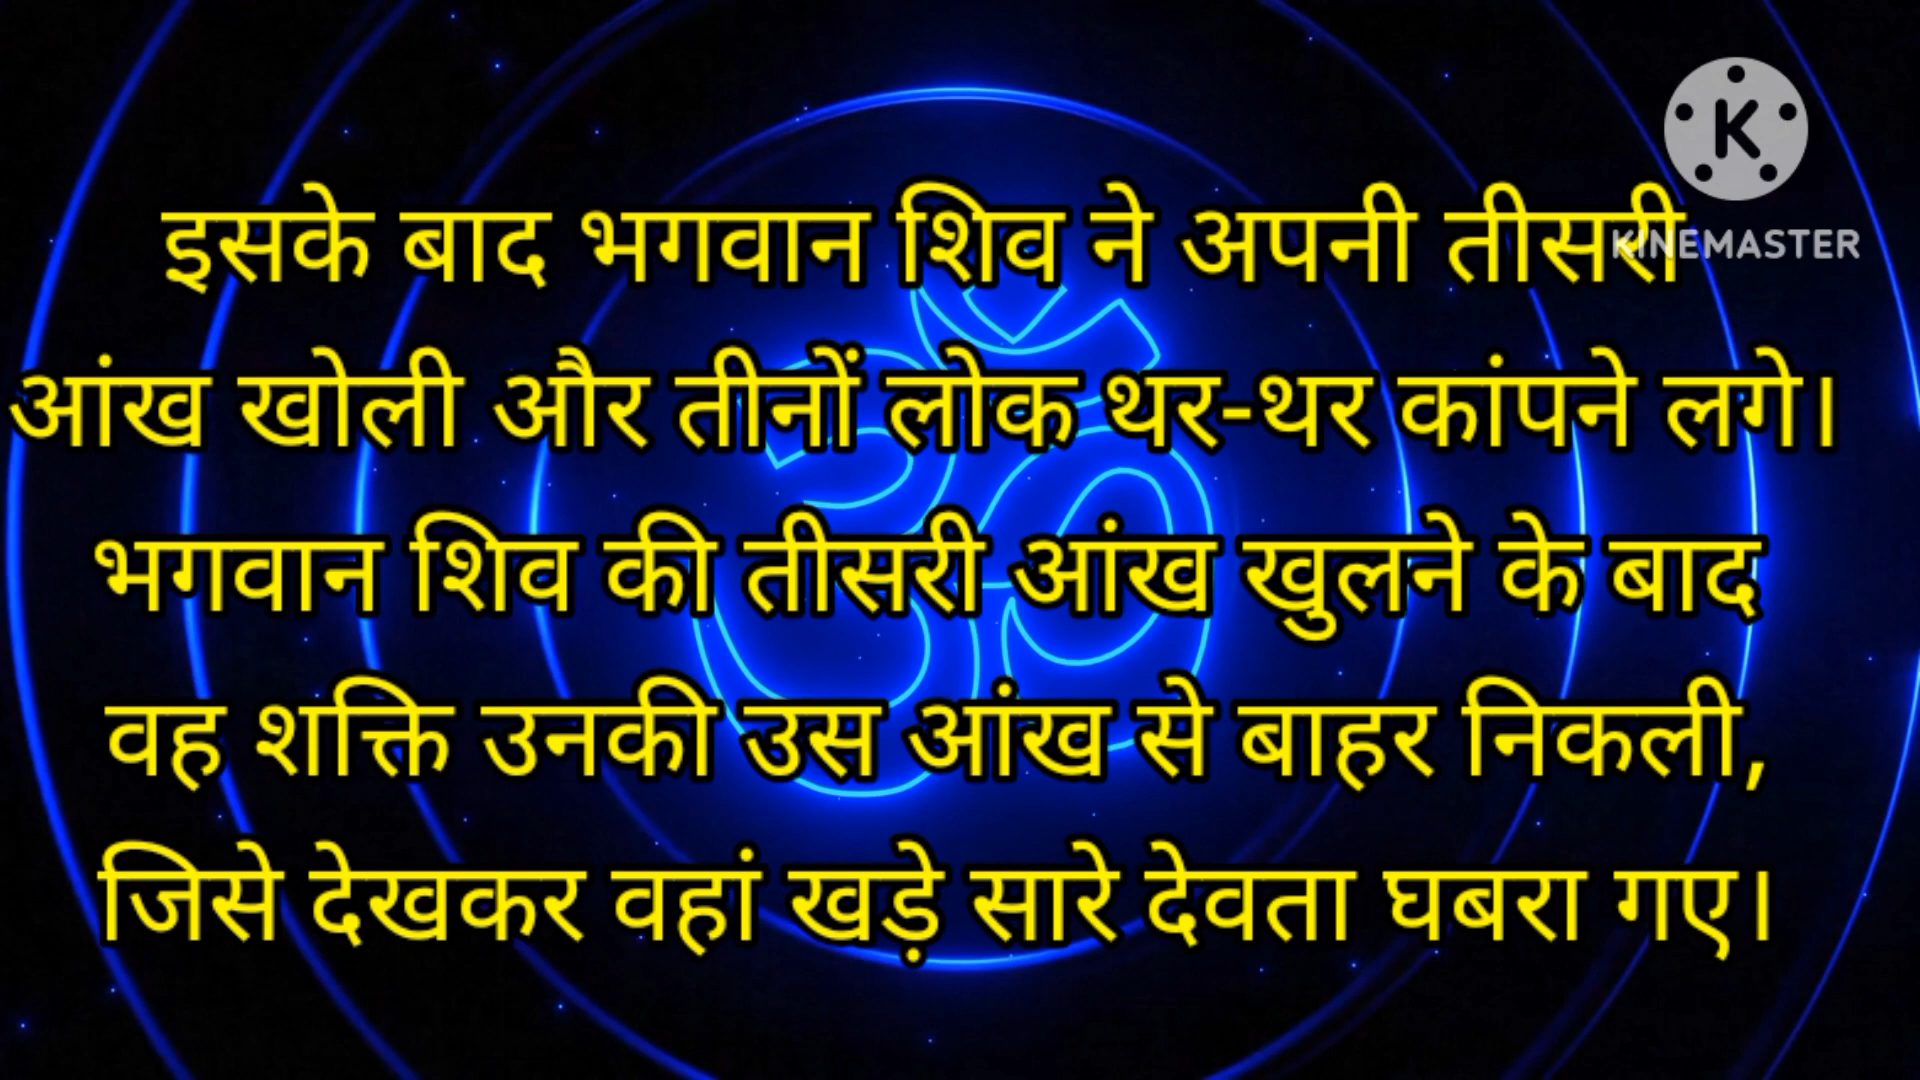 इसके बाद भगवान शिव ने अपनी तीसरी
आंख खोली और तीनों लोक थर-थर कांपने लगे।
भगवान शिव की तीसरी आंख खुलने के बाद
वह शक्ति उनकी उस आंख से बाहर निकली,
जिसे देखकर वहां खड़े सारे देवता घबरा गए।
K
KINEMASTER
ॐ